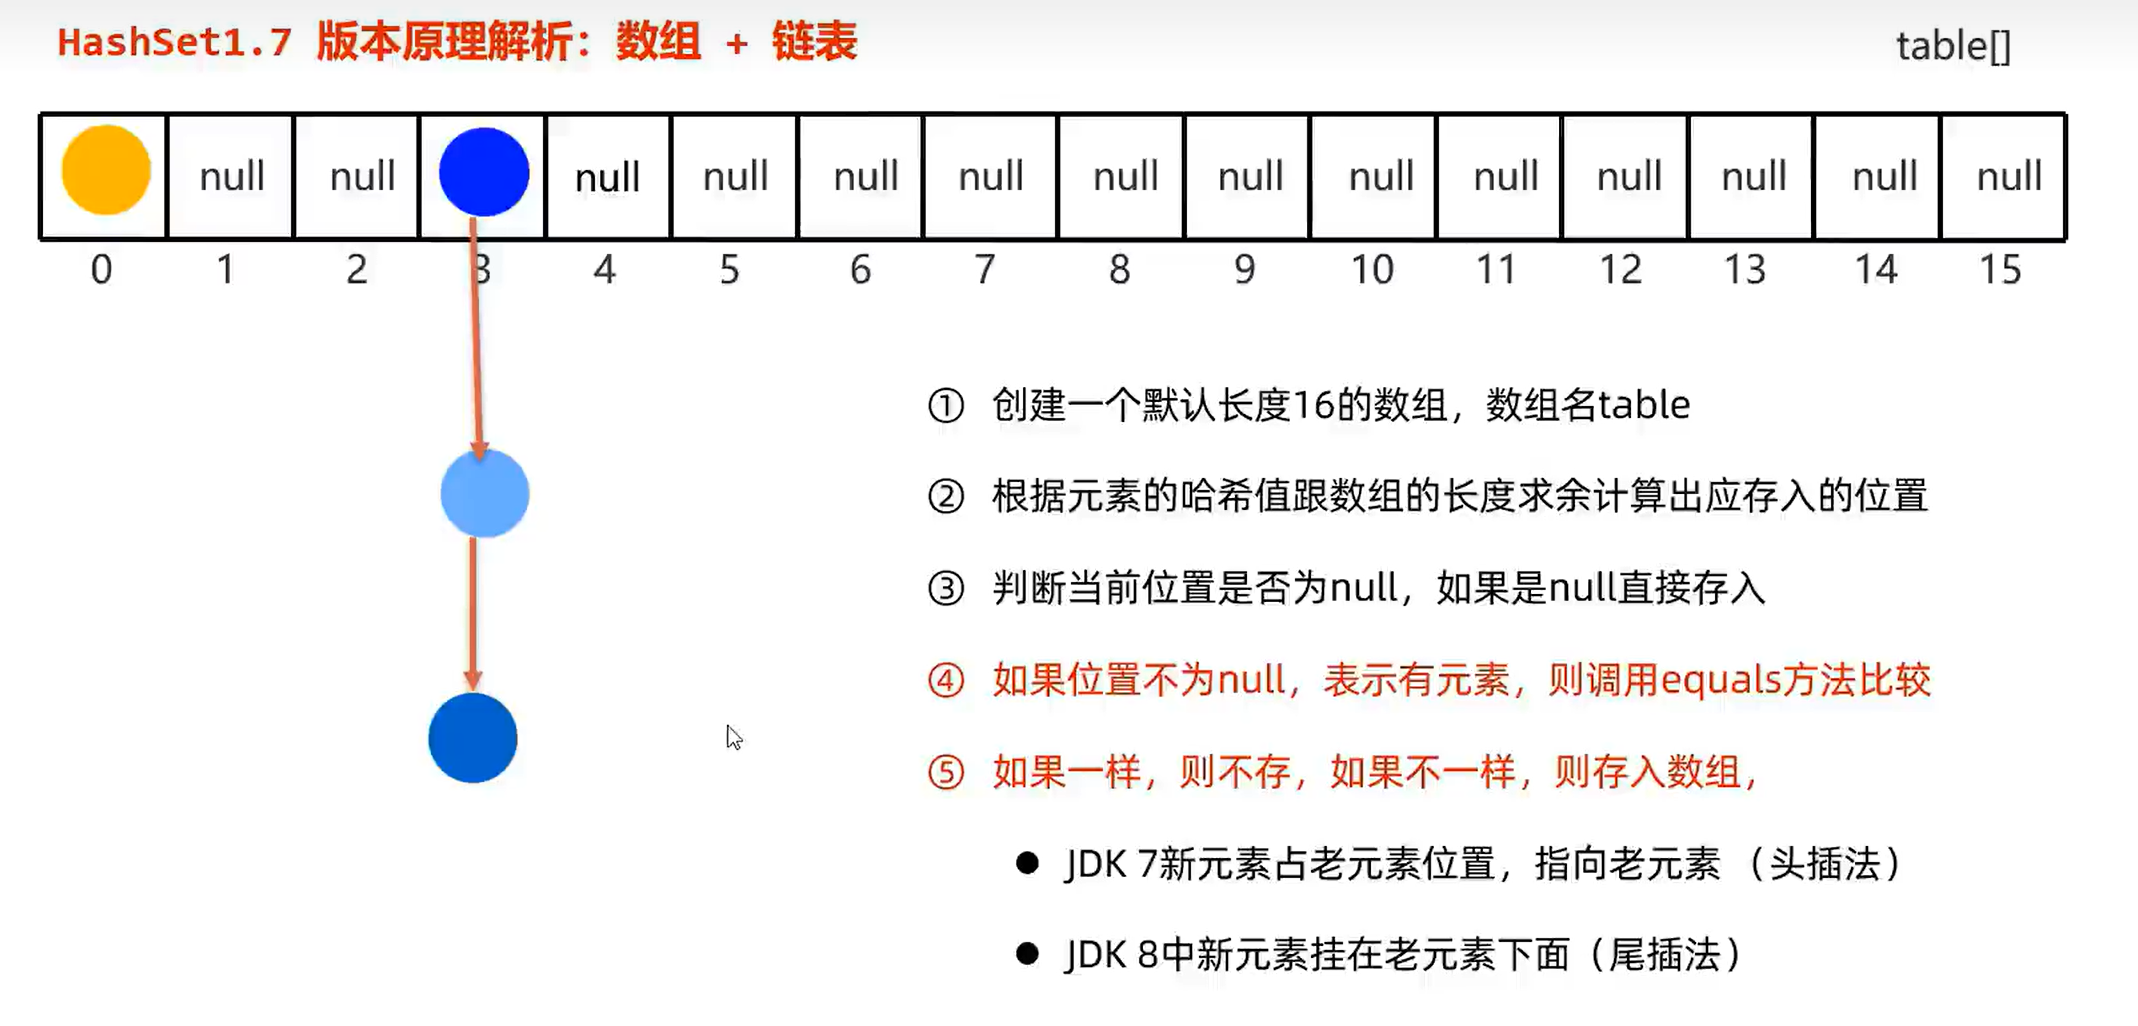 HashSet1.7 版本原理解析：数组 + 链表
table[]
null null null null null null null null null null null null null null
0 1 2 3 4 5 6 7 8 9 10 11 12 13 14 15
① 创建一个默认长度16的数组，数组名table
② 根据元素的哈希值跟数组的长度求余计算出应存入的位置
③ 判断当前位置是否为null，如果是null直接存入
④ 如果位置不为null，表示有元素，则调用equals方法比较
⑤ 如果一样，则不存，如果不一样，则存入数组，
● JDK 7新元素占老元素位置，指向老元素 （头插法）
● JDK 8中新元素挂在老元素下面（尾插法）